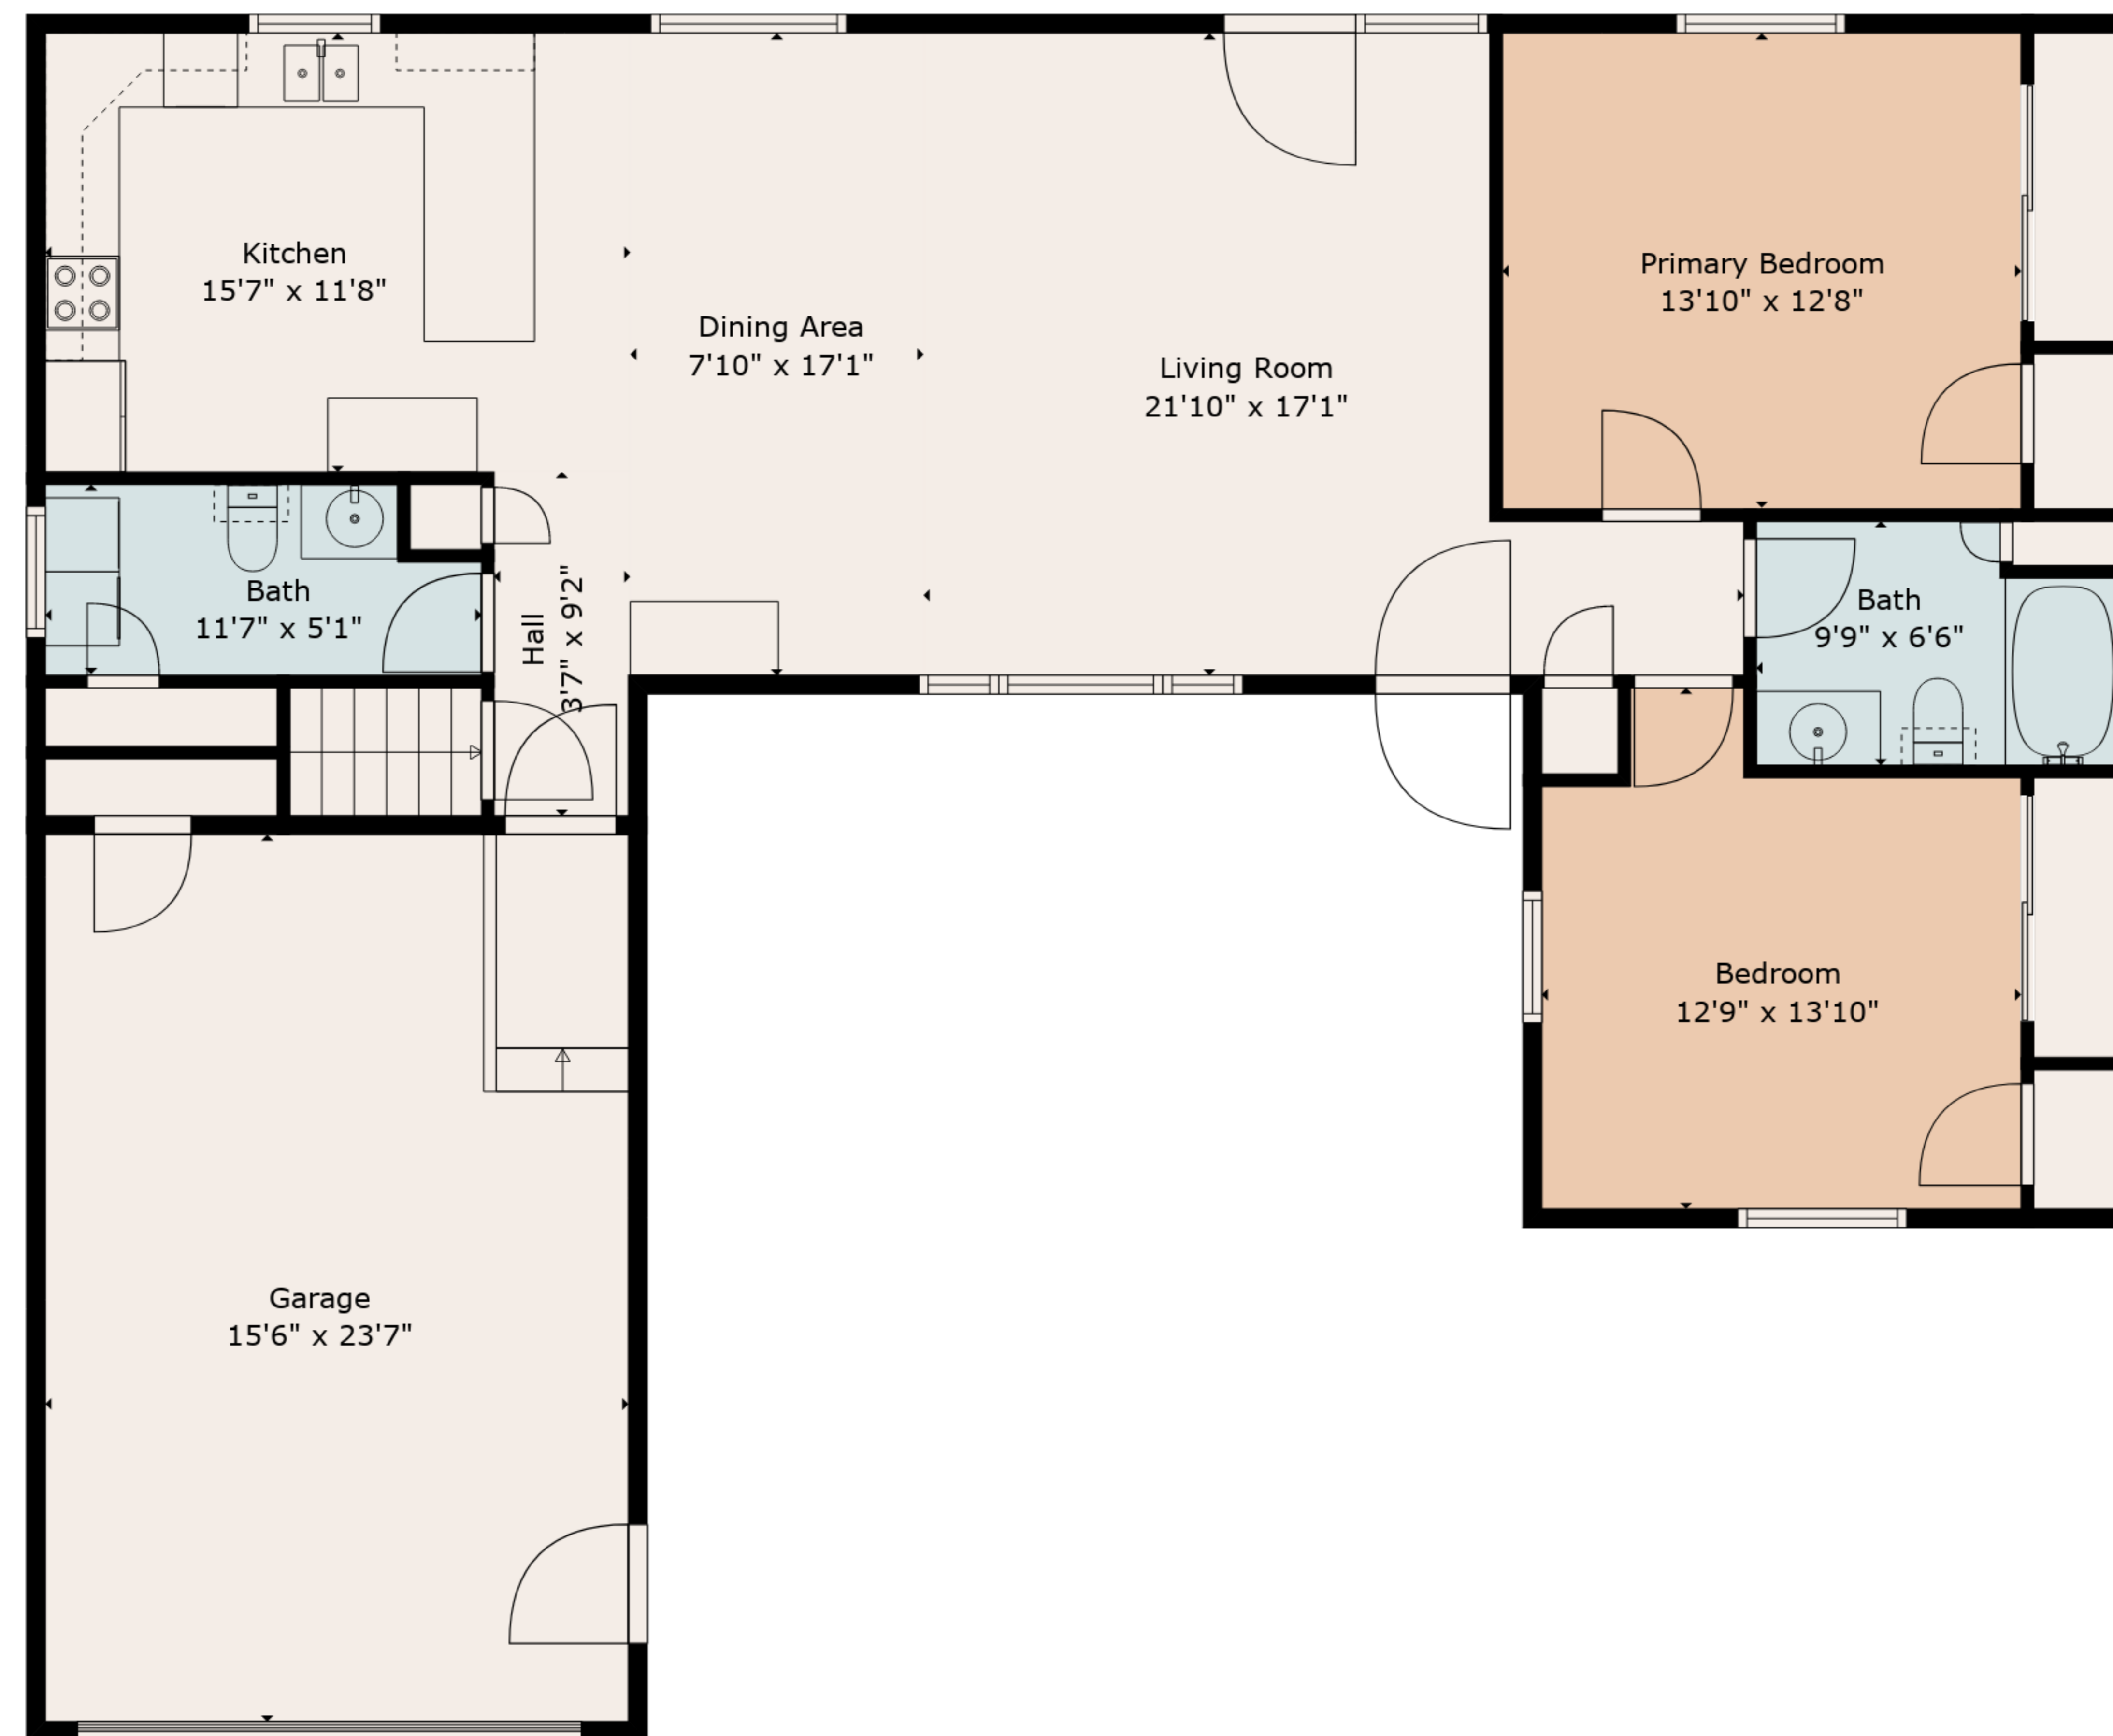 Kitchen
15'7" x 11'8"
Dining Area
7'10" x 17'1"
Living Room
21'10" x 17'1"
Primary Bedroom
13'10" x 12'8"
Bath
11'7" x 5'1"
Hall
3'7" x 9'2"
Bath
9'9" x 6'6"
Bedroom
12'9" x 13'10"
Garage
15'6" x 23'7"